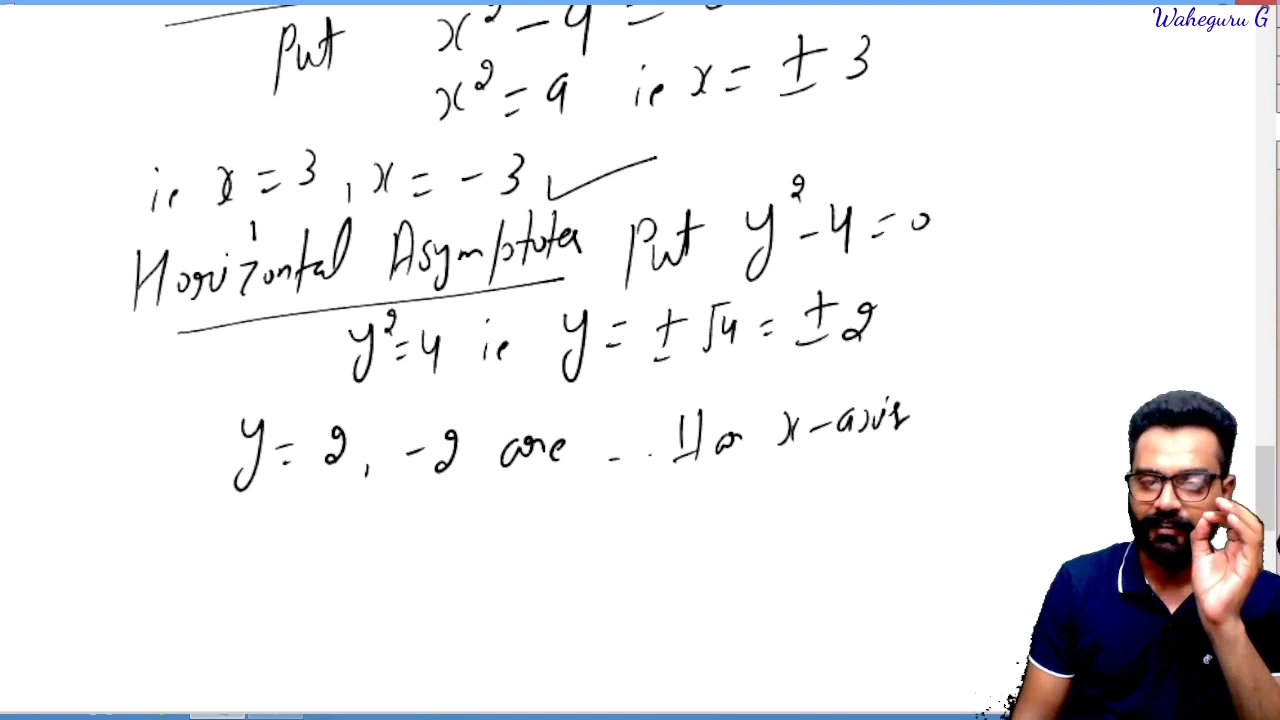 Waheguru G
Put x² - 9 =
x² = 9 ie x = ± 3
ie x = 3 , x = - 3 ✓
Horizontal Asymptotes Put y² - 4 = 0
y² = 4 ie y = ± √4 = ± 2
y = 2 , -2 are - . . x-axis